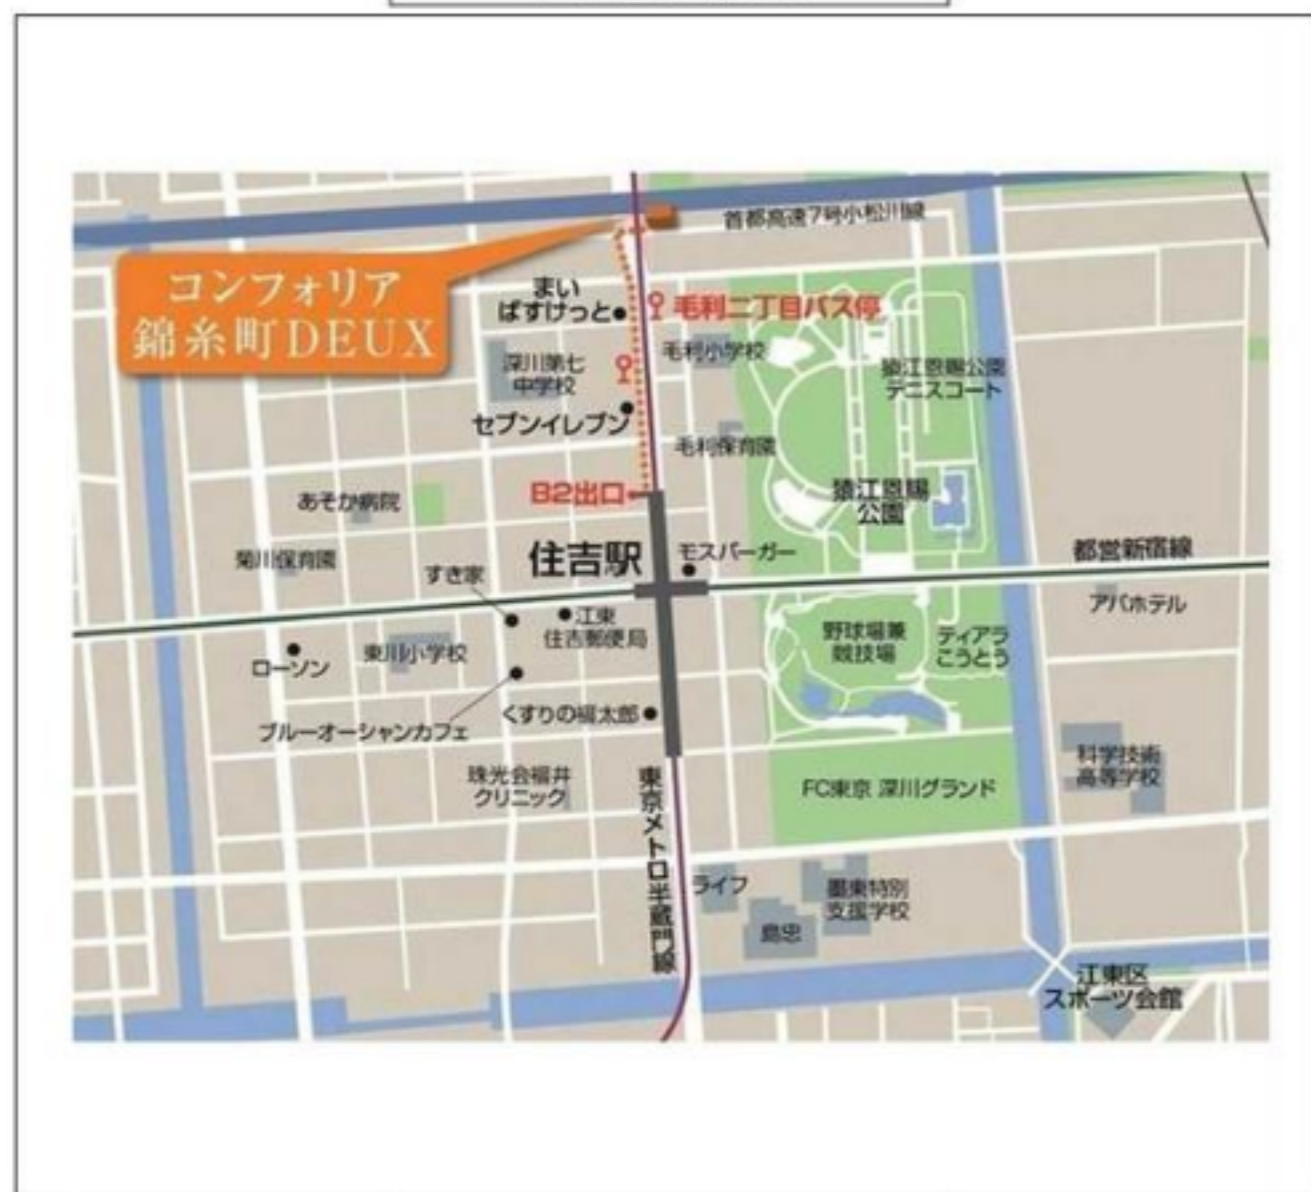 首都高速7号小松川線
コンフォリア
錦糸町DEUX
まい
ばすけっと
毛利二丁目バス停
毛利小学校
深川第七
中学校
猿江恩賜公園
テニスコート
セブンイレブン
毛利保育園
あそか病院
B2出口
猿江恩賜
公園
菊川保育園
すき家
住吉駅
モスバーガー
都営新宿線
アパホテル
江東
住吉郵便局
野球場兼
競技場
ティアラ
こうとう
ローソン
東川小学校
ブルーオーシャンカフェ
くすりの福太郎
珠光会福井
クリニック
東京メトロ半蔵門線
FC東京 深川グランド
科学技術
高等学校
ライフ
島忠
墨東特別
支援学校
江東区
スポーツ会館